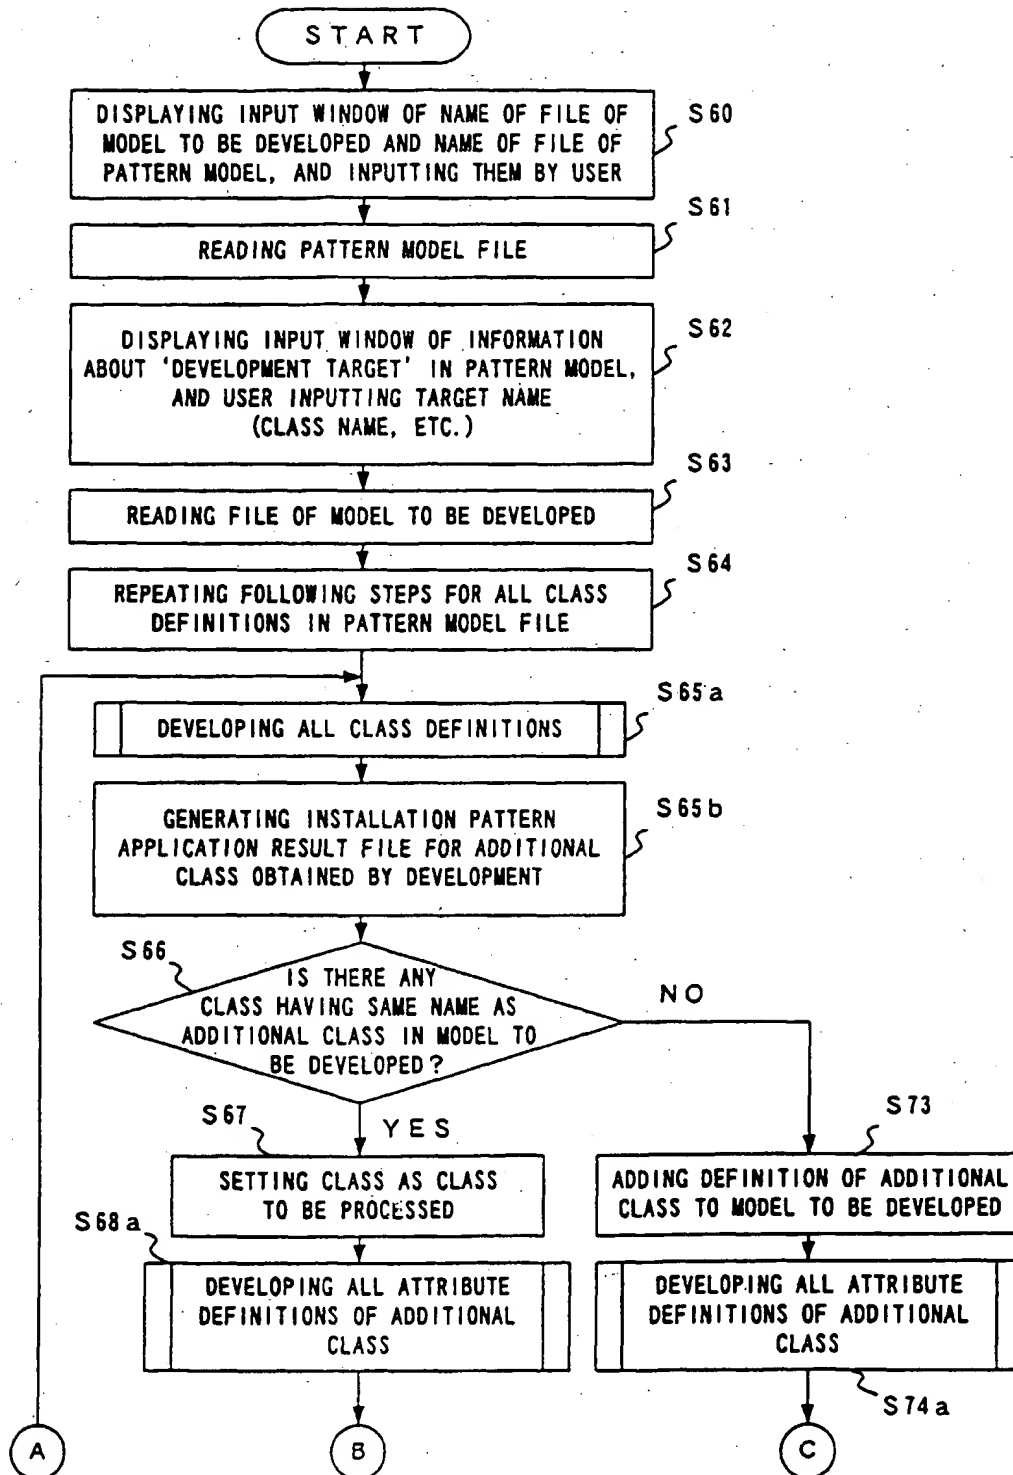 START
DISPLAYING INPUT WINDOW OF NAME OF FILE OF
MODEL TO BE DEVELOPED AND NAME OF FILE OF
PATTERN MODEL, AND INPUTTING THEM BY USER
S60
S61
READING PATTERN MODEL FILE
S62
DISPLAYING INPUT WINDOW OF INFORMATION
ABOUT 'DEVELOPMENT TARGET' IN PATTERN MODEL,
AND USER INPUTTING TARGET NAME
(CLASS NAME, ETC.)
S63
READING FILE OF MODEL TO BE DEVELOPED
S64
REPEATING FOLLOWING STEPS FOR ALL CLASS
DEFINITIONS IN PATTERN MODEL FILE
S65a
DEVELOPING ALL CLASS DEFINITIONS
S65b
GENERATING INSTALLATION PATTERN
APPLICATION RESULT FILE FOR ADDITIONAL
CLASS OBTAINED BY DEVELOPMENT
S66
IS THERE ANY
CLASS HAVING SAME NAME AS
ADDITIONAL CLASS IN MODEL TO
BE DEVELOPED?
NO
YES
S67
SETTING CLASS AS CLASS
TO BE PROCESSED
S73
ADDING DEFINITION OF ADDITIONAL
CLASS TO MODEL TO BE DEVELOPED
S68a
DEVELOPING ALL ATTRIBUTE
DEFINITIONS OF ADDITIONAL
CLASS
DEVELOPING ALL ATTRIBUTE
DEFINITIONS OF ADDITIONAL
CLASS
S74a
A
B
C